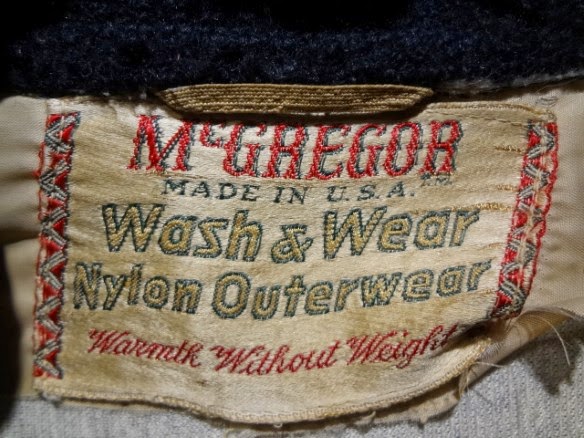 McGREGOR
MADE IN U.S.A.
Wash & Wear
Nylon Outerwear
Warmth Without Weight